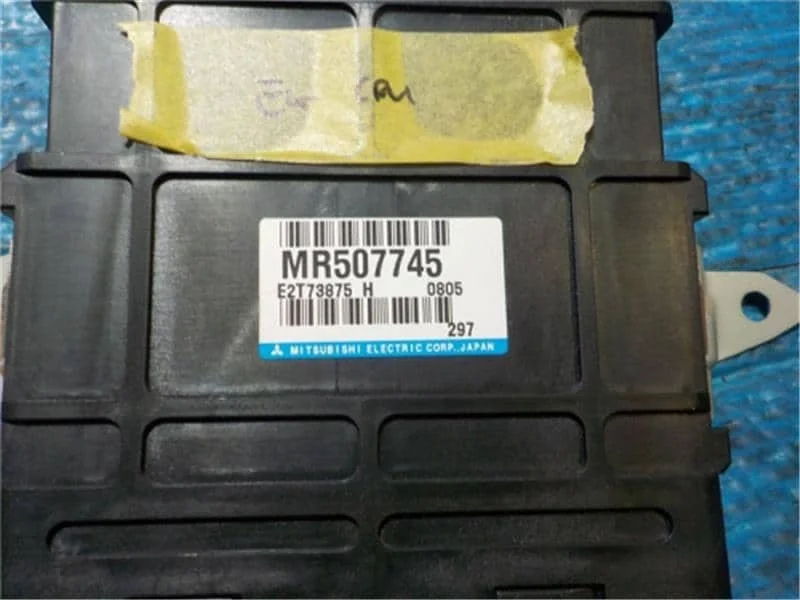 MR507745
E2T73875 H 0805
297
MITSUBISHI ELECTRIC CORP.,JAPAN